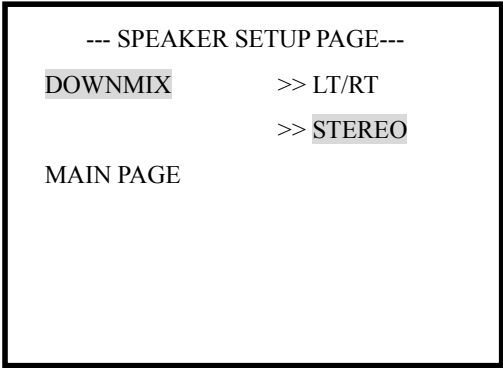 --- SPEAKER SETUP PAGE---
DOWNMIX >> LT/RT
>> STEREO
MAIN PAGE